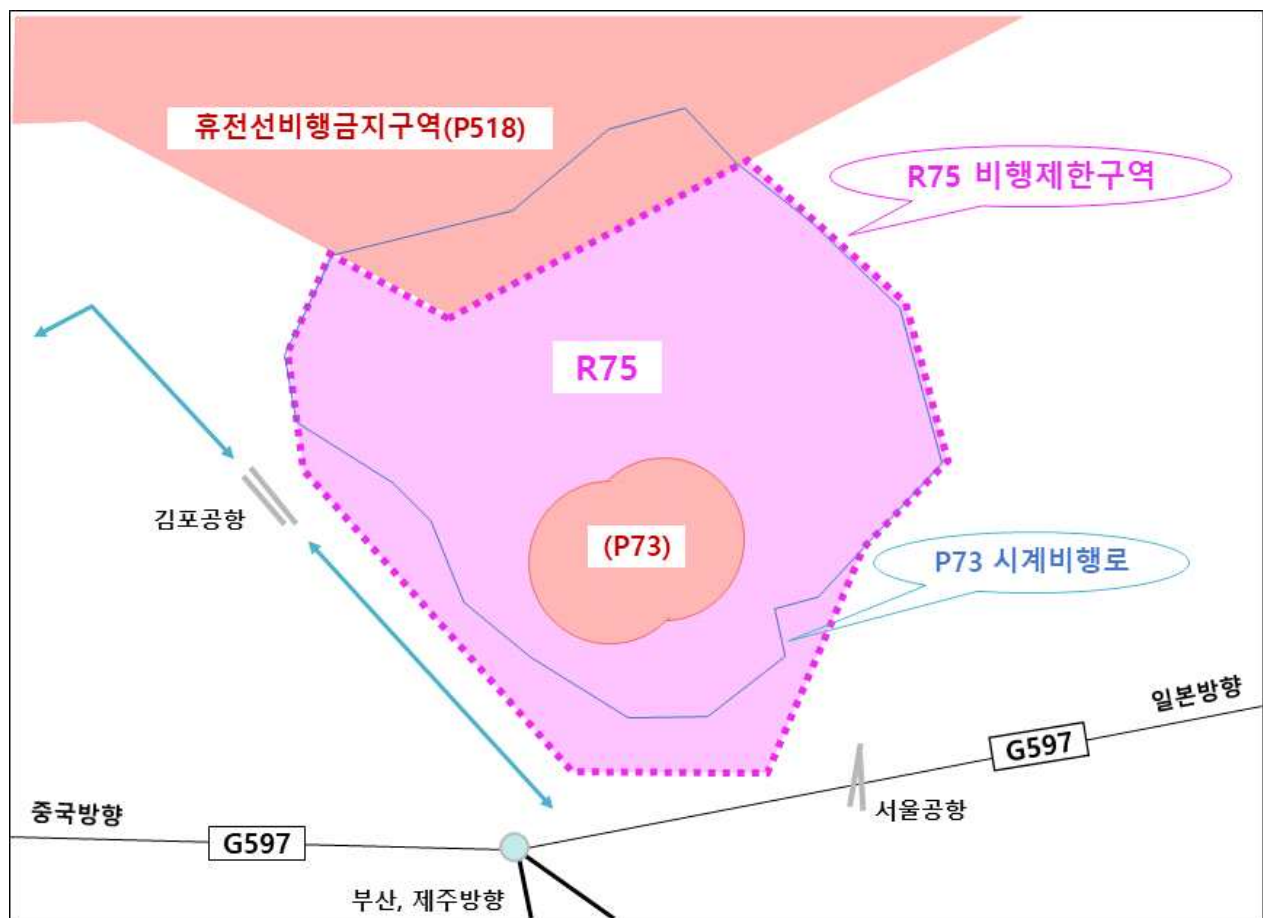 휴전선비행금지구역(P518)
R75 비행제한구역
R75
김포공항
(P73)
P73 시계비행로
일본방향
G597
서울공항
중국방향
G597
부산, 제주방향